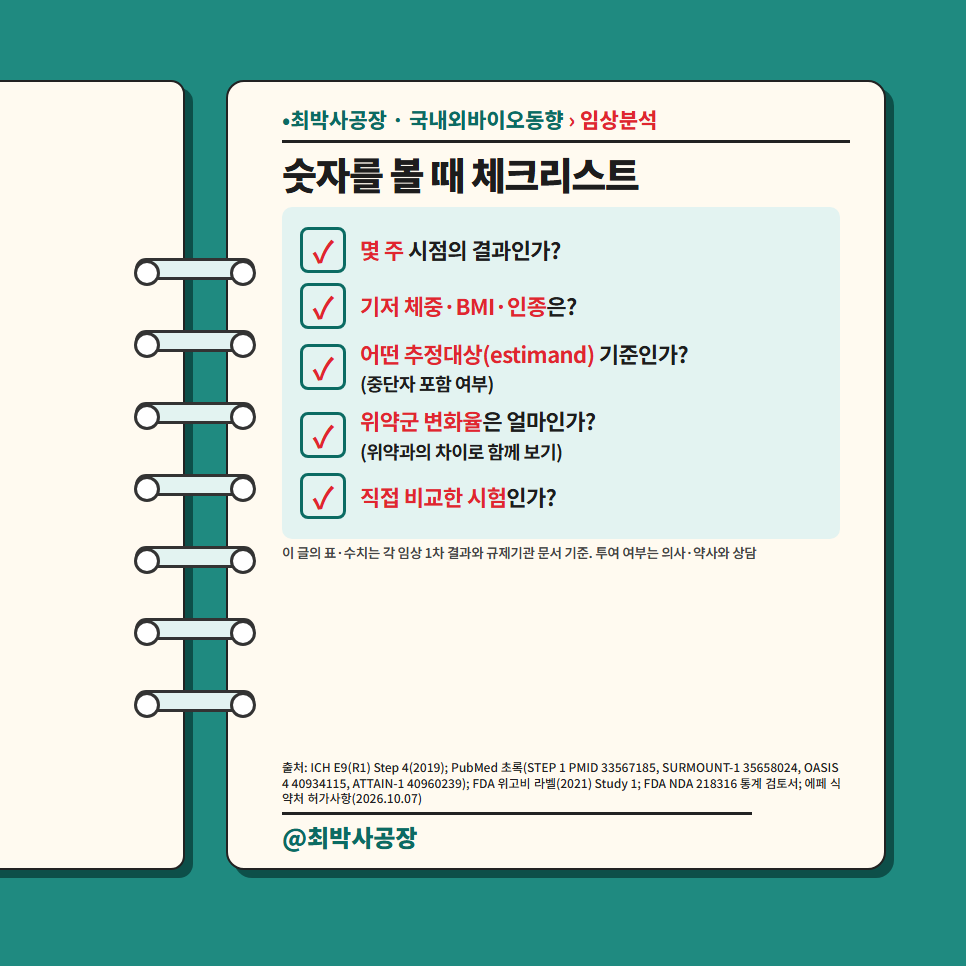 •최박사공장 · 국내외바이오동향 › 임상분석
숫자를 볼 때 체크리스트
✓ 몇 주 시점의 결과인가?
✓ 기저 체중·BMI·인종은?
✓ 어떤 추정대상(estimand) 기준인가?
(중단자 포함 여부)
✓ 위약군 변화율은 얼마인가?
(위약과의 차이로 함께 보기)
✓ 직접 비교한 시험인가?
이 글의 표·수치는 각 임상 1차 결과와 규제기관 문서 기준. 투여 여부는 의사·약사와 상담
출처: ICH E9(R1) Step 4(2019); PubMed 초록(STEP 1 PMID 33567185, SURMOUNT-1 35658024, OASIS
4 40934115, ATTAIN-1 40960239); FDA 위고비 라벨(2021) Study 1; FDA NDA 218316 통계 검토서; 에페 식
약처 허가사항(2026.10.07)
@최박사공장